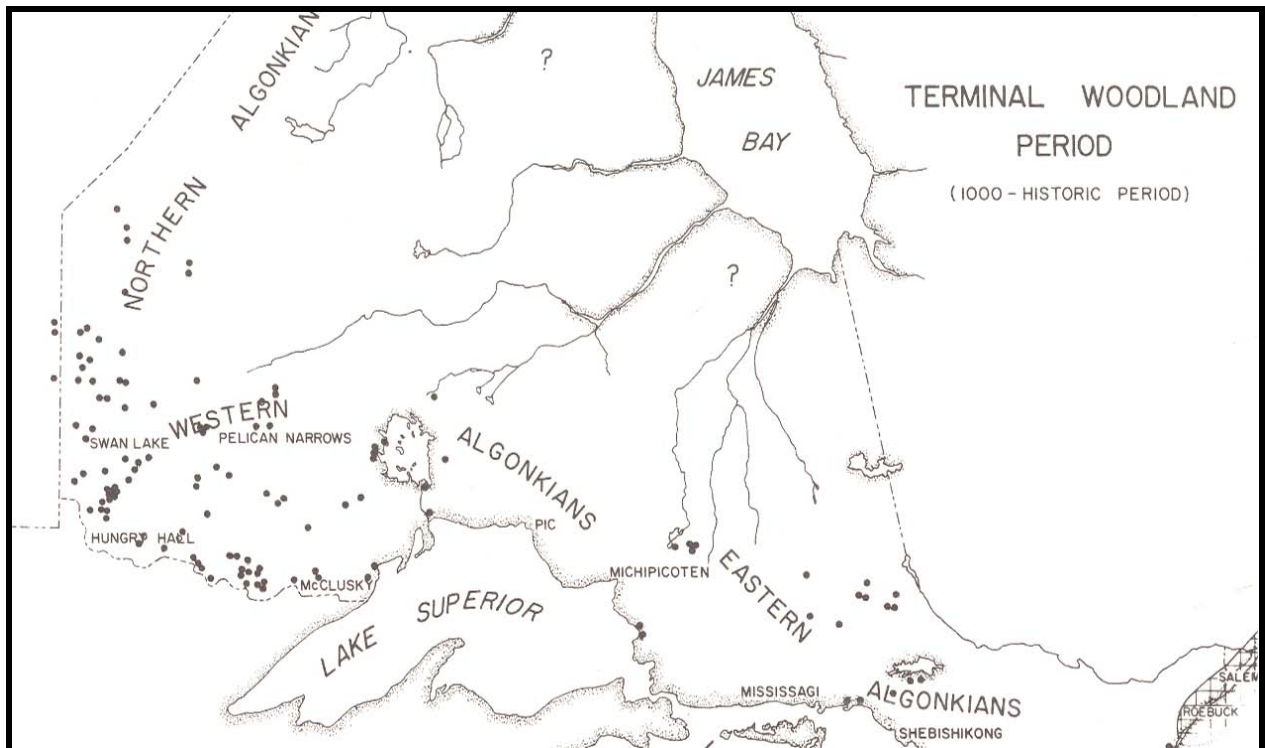 ALGONKIAN
?
JAMES
BAY
TERMINAL WOODLAND
PERIOD
(1000 - HISTORIC PERIOD)
NORTHERN
?
WESTERN
SWAN LAKE
PELICAN NARROWS
ALGONKIANS
PIC
HUNGRY HALL
McCLUSKY
MICHIPICOTEN
EASTERN
LAKE SUPERIOR
MISSISSAGI
ALGONKIANS
SHEBISHIKONG
SALEM
ROEBUCK